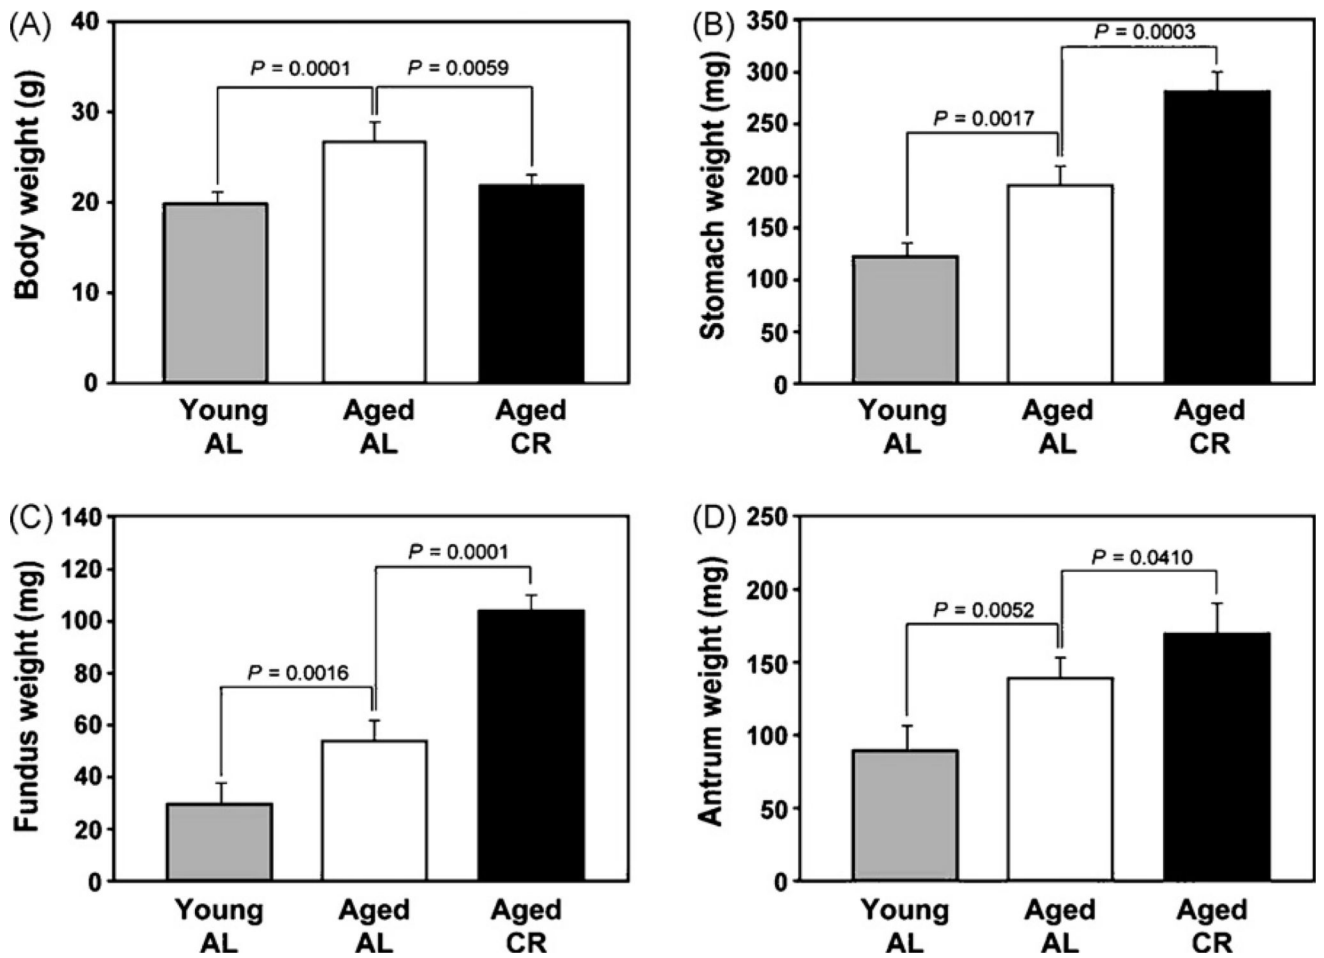 (A)
Body weight (g)
40
30
20
10
0
P = 0.0001
P = 0.0059
Young
AL
Aged
AL
Aged
CR
(B)
Stomach weight (mg)
350
300
250
200
150
100
50
0
P = 0.0017
P = 0.0003
Young
AL
Aged
AL
Aged
CR
(C)
Fundus weight (mg)
140
120
100
80
60
40
20
0
P = 0.0016
P = 0.0001
Young
AL
Aged
AL
Aged
CR
(D)
Antrum weight (mg)
250
200
150
100
50
0
P = 0.0052
P = 0.0410
Young
AL
Aged
AL
Aged
CR